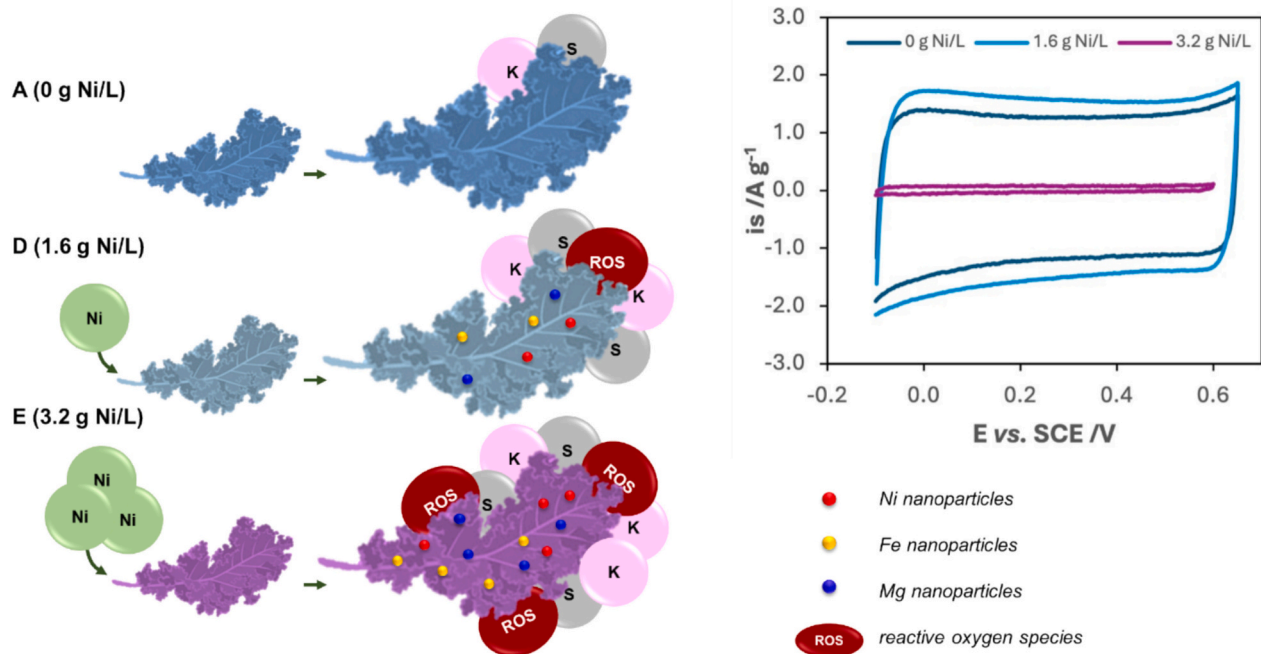 A (0 g Ni/L)
K
S
D (1.6 g Ni/L)
Ni
S
ROS
K
K
S
E (3.2 g Ni/L)
Ni
Ni
Ni
K
S
ROS
ROS
S
K
K
S
ROS
0 g Ni/L 1.6 g Ni/L 3.2 g Ni/L
3.0
2.0
1.0
0.0
-1.0
-2.0
-3.0
is /A g⁻¹
-0.2 0.0 0.2 0.4 0.6
E vs. SCE /V
Ni nanoparticles
Fe nanoparticles
Mg nanoparticles
ROS reactive oxygen species